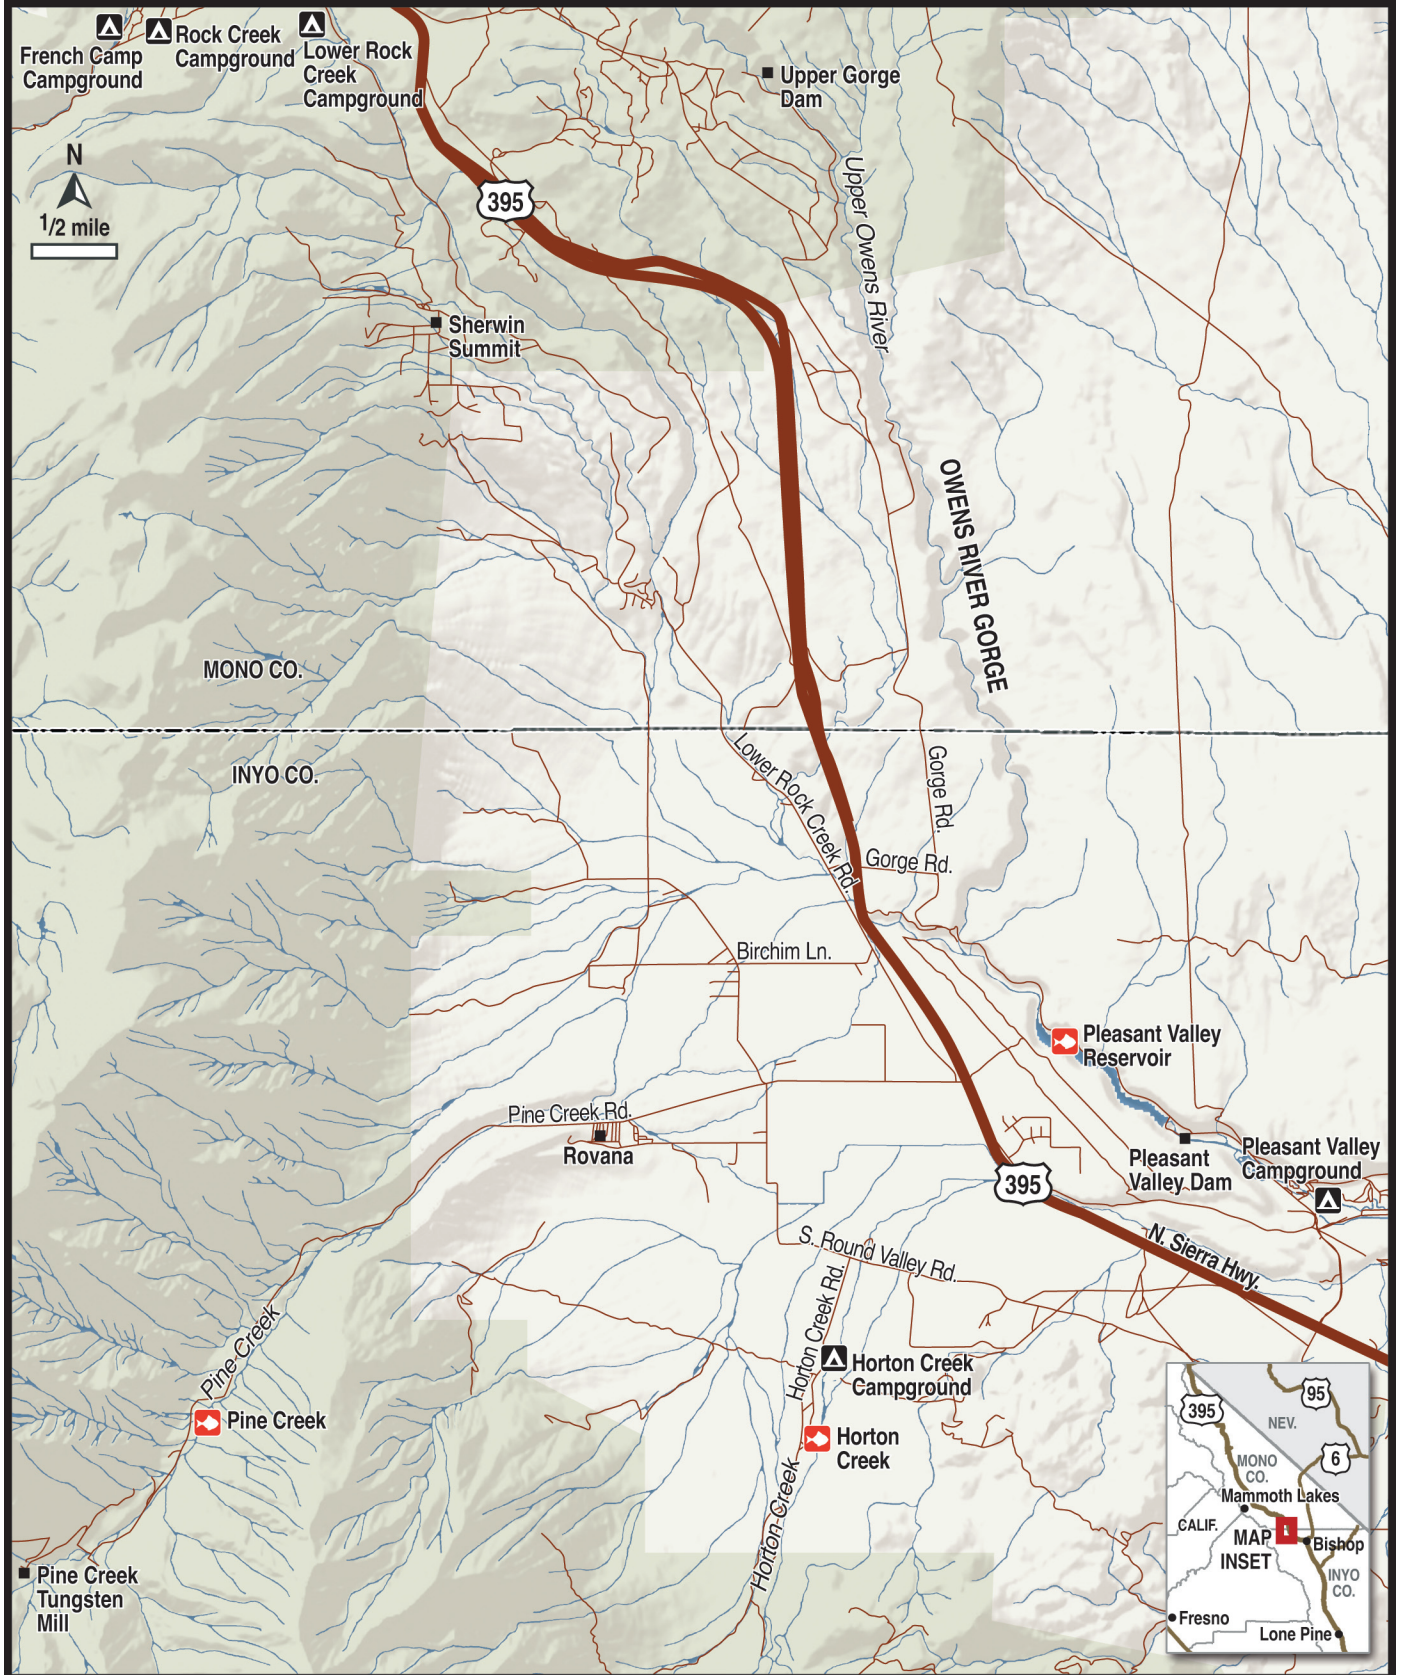 French Camp
Campground
Rock Creek
Campground
Lower Rock
Creek
Campground
Upper Gorge
Dam
N
1/2 mile
395
Upper Owens River
Sherwin
Summit
OWENS RIVER GORGE
MONO CO.
INYO CO.
Lower Rock Creek Rd.
Gorge Rd.
Gorge Rd.
Birchim Ln.
Pleasant Valley
Reservoir
Pine Creek Rd.
Rovana
Pleasant
Valley Dam
Pleasant Valley
Campground
395
N. Sierra Hwy.
S. Round Valley Rd.
Horton Creek Rd.
Pine Creek
Horton Creek
Campground
Pine Creek
Horton
Creek
Horton Creek
Pine Creek
Tungsten
Mill
395
95
NEV.
6
MONO
CO.
Mammoth Lakes
CALIF.
MAP
INSET
Bishop
INYO
CO.
Fresno
Lone Pine